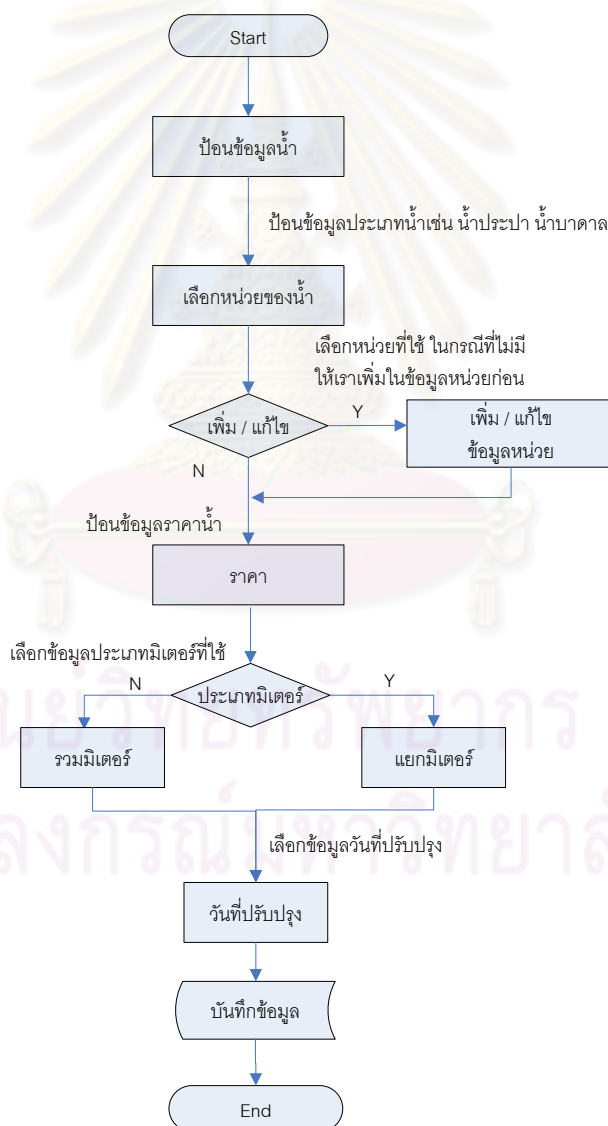 Start
ป้อนข้อมูลน้ำ
ป้อนข้อมูลประเภทน้ำเช่น น้ำประปา น้ำบาดาล
เลือกหน่วยของน้ำ
เลือกหน่วยที่ใช้ ในกรณีที่ไม่มี
ให้เราเพิ่มในข้อมูลหน่วยก่อน
เพิ่ม / แก้ไข
Y
เพิ่ม / แก้ไข
ข้อมูลหน่วย
N
ป้อนข้อมูลราคาน้ำ
ราคา
เลือกข้อมูลประเภทมิเตอร์ที่ใช้
N
ประเภทมิเตอร์
Y
รวมมิเตอร์
แยกมิเตอร์
เลือกข้อมูลวันที่ปรับปรุง
วันที่ปรับปรุง
บันทึกข้อมูล
End